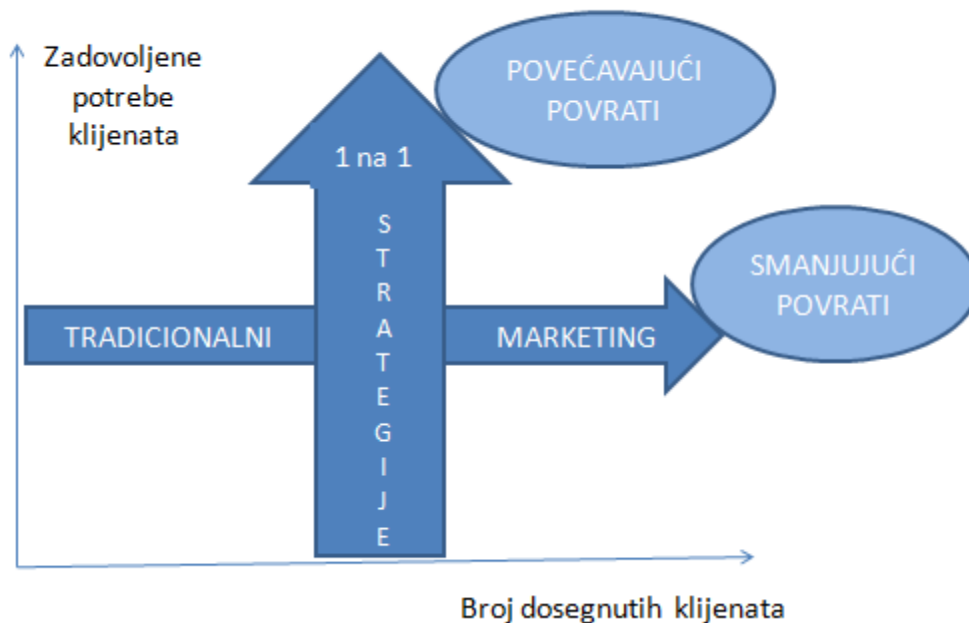 Zadovoljene
potrebe
klijenata
POVEĆAVAJUĆI
POVRATI
1 na 1
S
T
R
A
T
E
G
I
J
E
SMANJUJUĆI
POVRATI
TRADICIONALNI
MARKETING
Broj dosegnutih klijenata